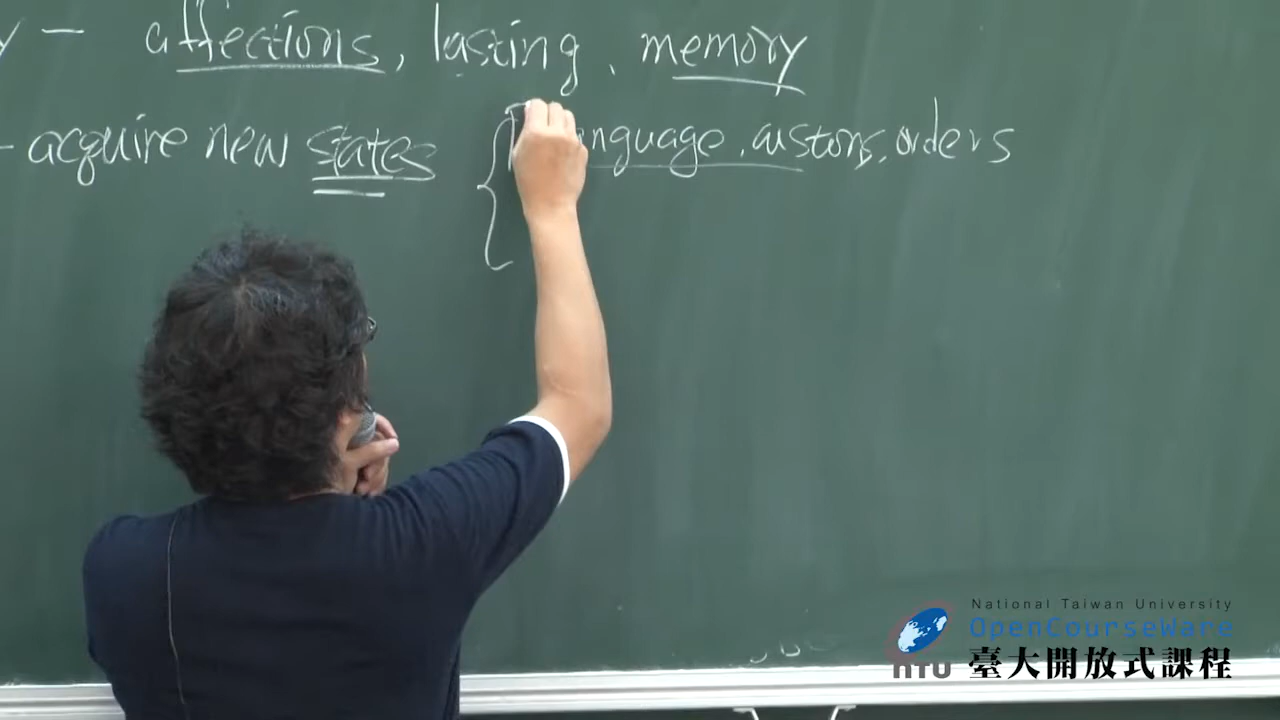 y – affections, lasting, memory
– acquire new states { language, customs, orders
National Taiwan University
OpenCourseWare
NTU 臺大開放式課程